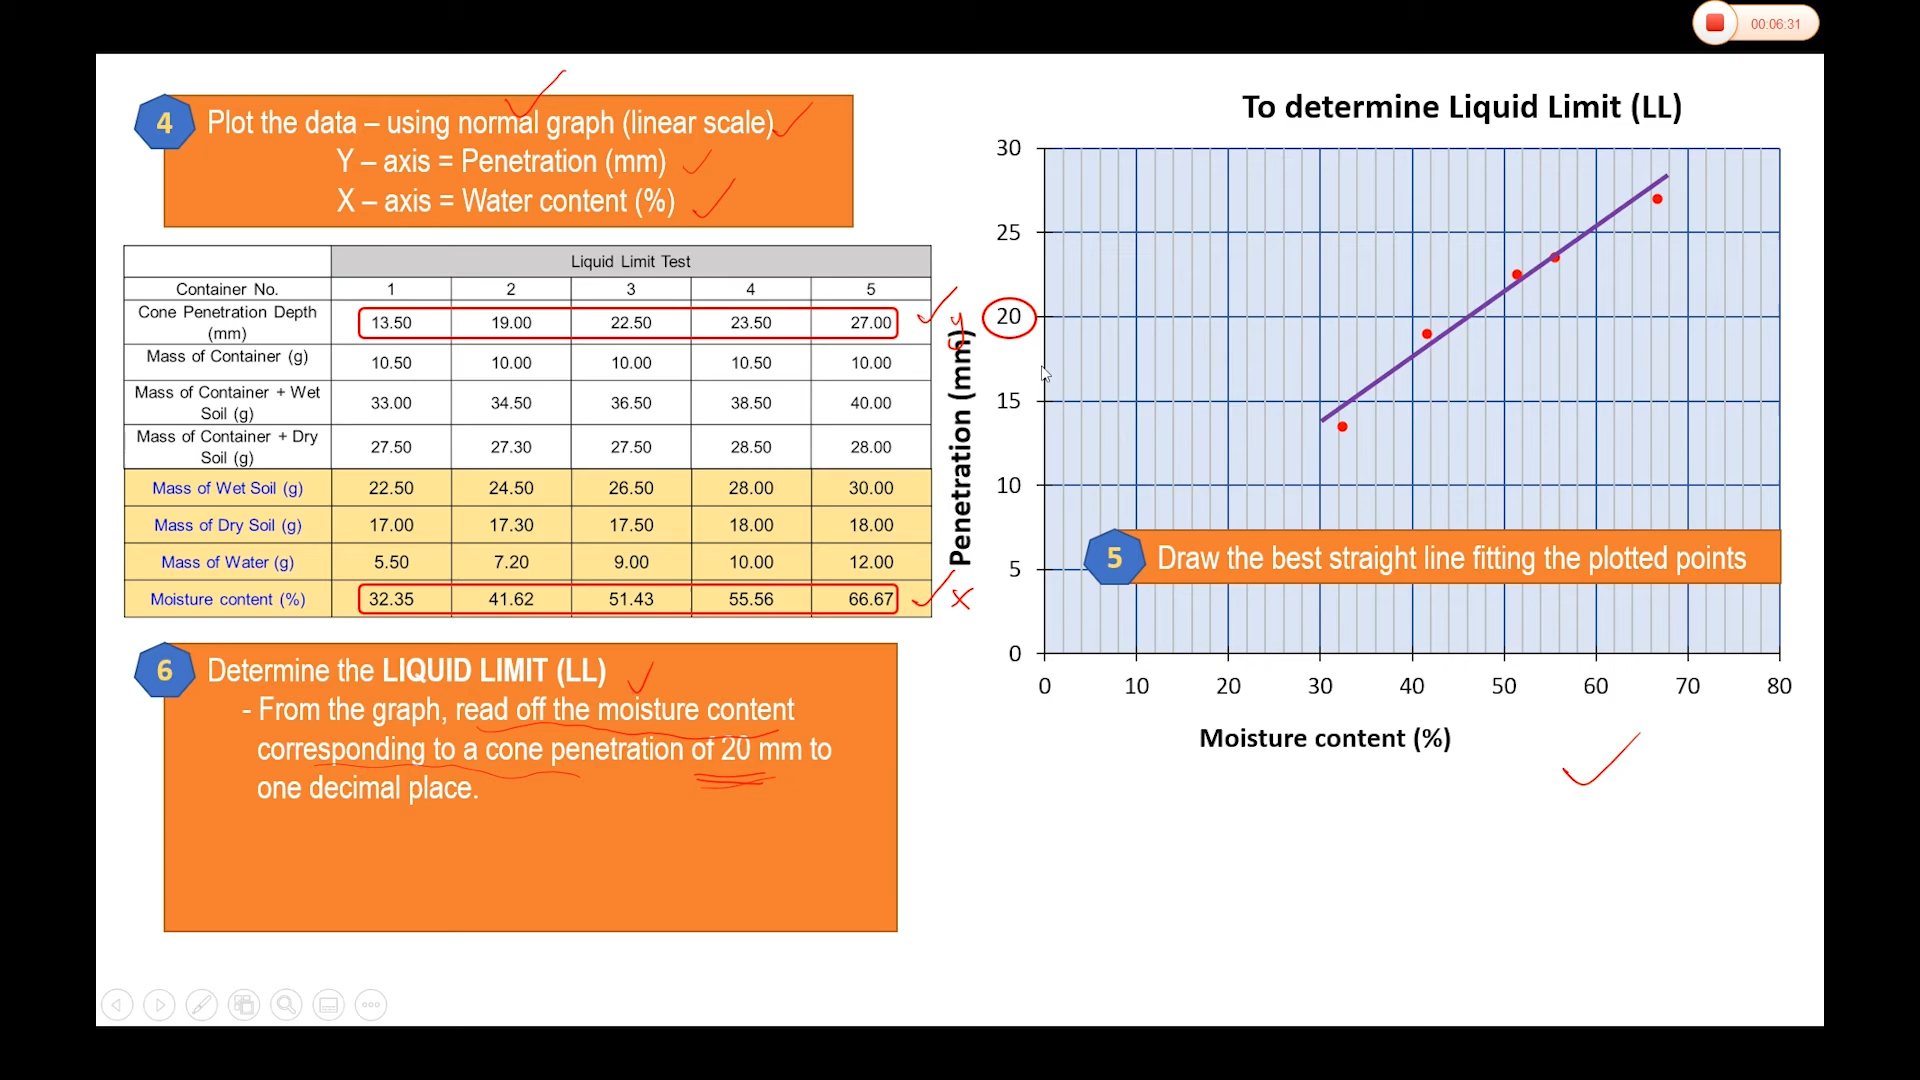 00:06:31
4
Plot the data – using normal graph (linear scale)
Y – axis = Penetration (mm)
X – axis = Water content (%)
Liquid Limit Test
Container No. 1 2 3 4 5
Cone Penetration Depth (mm) 13.50 19.00 22.50 23.50 27.00
Mass of Container (g) 10.50 10.00 10.00 10.50 10.00
Mass of Container + Wet Soil (g) 33.00 34.50 36.50 38.50 40.00
Mass of Container + Dry Soil (g) 27.50 27.30 27.50 28.50 28.00
Mass of Wet Soil (g) 22.50 24.50 26.50 28.00 30.00
Mass of Dry Soil (g) 17.00 17.30 17.50 18.00 18.00
Mass of Water (g) 5.50 7.20 9.00 10.00 12.00
Moisture content (%) 32.35 41.62 51.43 55.56 66.67
y
x
6
Determine the LIQUID LIMIT (LL)
- From the graph, read off the moisture content
corresponding to a cone penetration of 20 mm to
one decimal place.
To determine Liquid Limit (LL)
Penetration (mm)
30
25
20
15
10
5
0
5
Draw the best straight line fitting the plotted points
0 10 20 30 40 50 60 70 80
Moisture content (%)